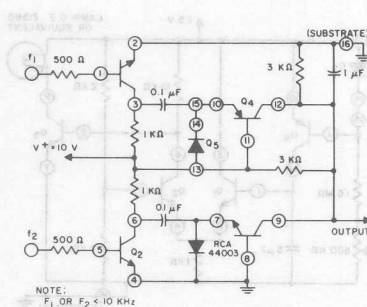 (SUBSTRATE) 16
f1 500 Ω 1 2
3 KΩ
1 μF
3 0.1 μF 15 10 Q4 12
14
1 KΩ
Q5 11
V+ = 10 V
13 3 KΩ
1 KΩ
0.1 μF
6 7 9
OUTPUT
f2 500 Ω 5 Q2
RCA
44003 8
4
NOTE:
F1 OR F2 < 10 KHz